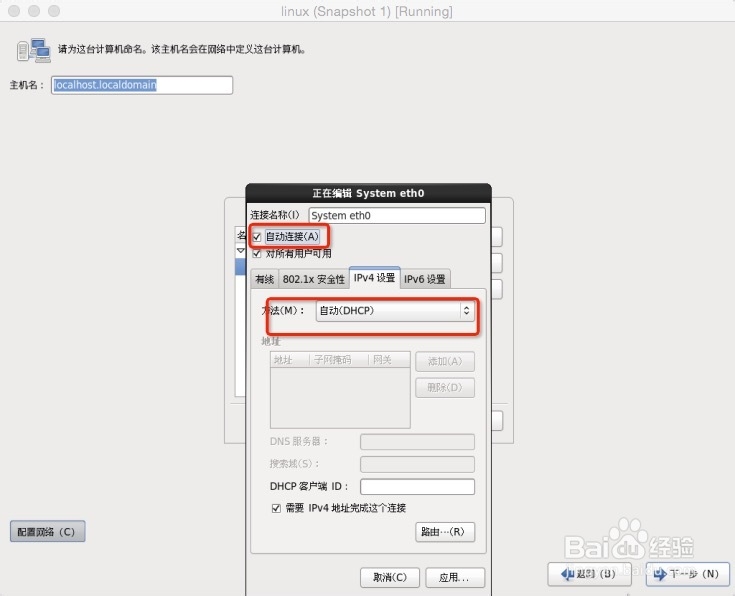 linux (Snapshot 1) [Running]
请为这台计算机命名。该主机名会在网络中定义这台计算机。
主机名： localhost.localdomain
正在编辑 System eth0
连接名称(I) System eth0
自动连接(A)
对所有用户可用
有线 802.1x 安全性 IPv4 设置 IPv6 设置
方法(M)： 自动(DHCP)
地址
地址 子网掩码 网关 添加(A)
删除(D)
DNS 服务器：
搜索域(S)：
DHCP 客户端 ID：
需要 IPv4 地址完成这个连接
路由…(R)
配置网络（C）
取消(C) 应用...
返回（B） 下一步（N）
Baidu 经验